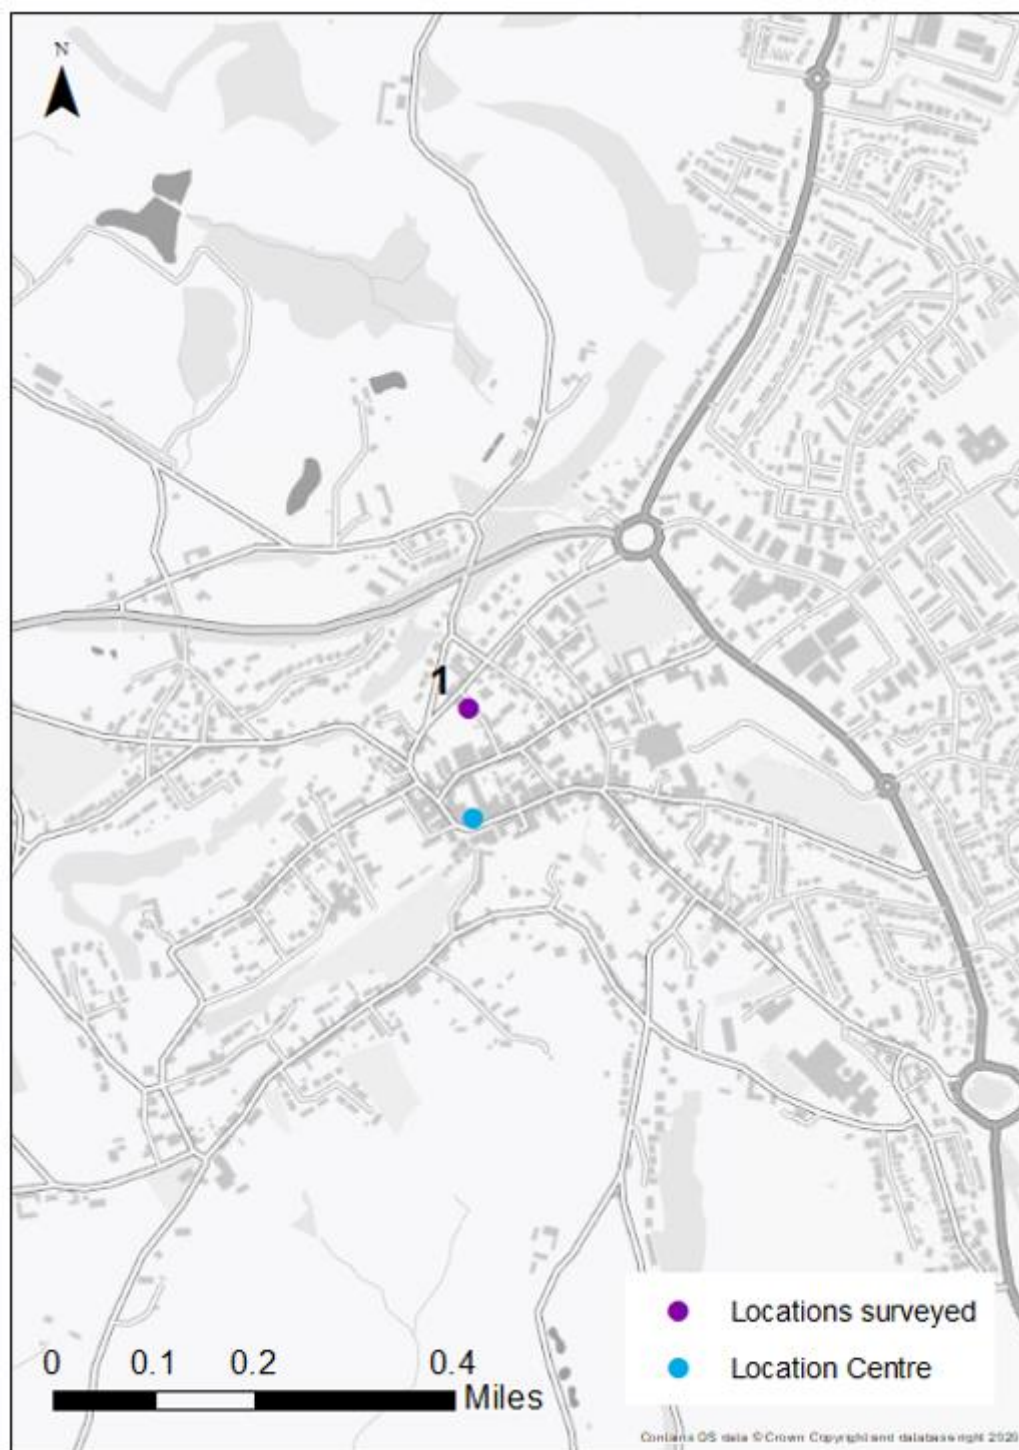 N
1
Locations surveyed
Location Centre
0 0.1 0.2 0.4
Miles
Contains OS data © Crown Copyright and database right 2020